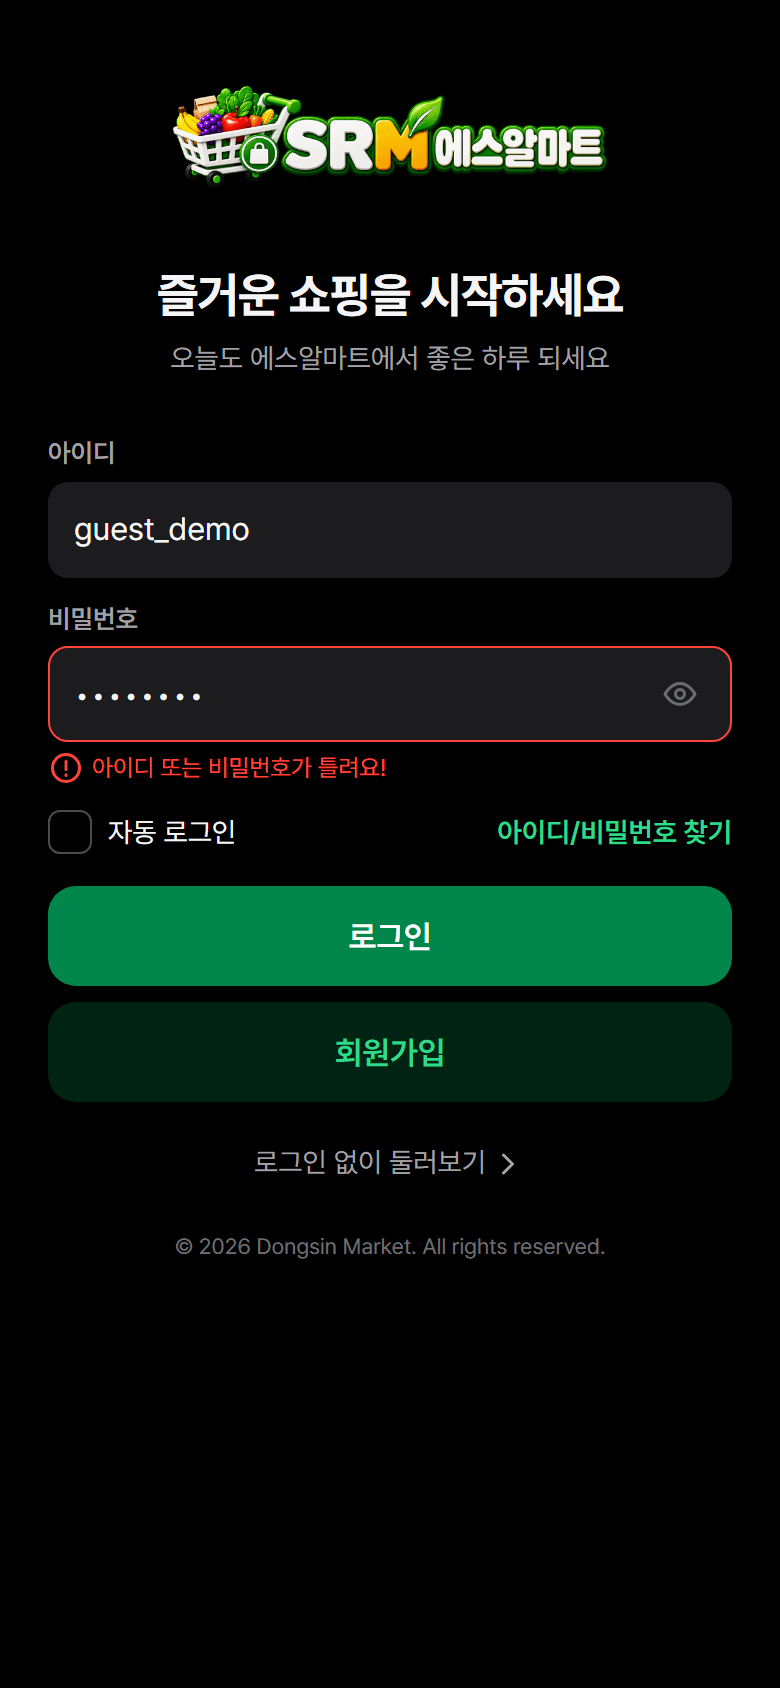 SRM 에스알마트
즐거운 쇼핑을 시작하세요
오늘도 에스알마트에서 좋은 하루 되세요
아이디
guest_demo
비밀번호
••••••••
아이디 또는 비밀번호가 틀려요!
자동 로그인
아이디/비밀번호 찾기
로그인
회원가입
로그인 없이 둘러보기
© 2026 Dongsin Market. All rights reserved.